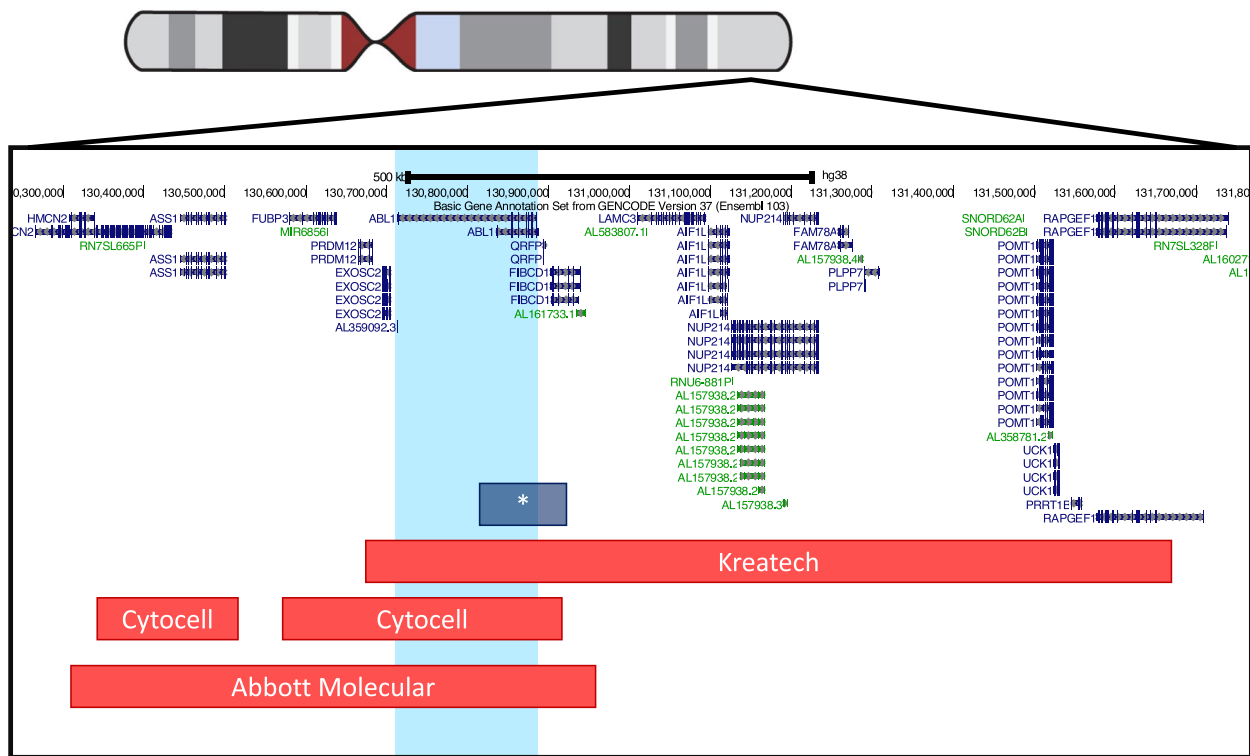 500 kb hg38
0,300,000 130,400,000 130,500,000 130,600,000 130,700,000 130,800,000 130,900,000 131,000,000 131,100,000 131,200,000 131,300,000 131,400,000 131,500,000 131,600,000 131,700,000 131,800
Basic Gene Annotation Set from GENCODE Version 37 (Ensembl 103)
HMCN2 ASS1 FUBP3 ABL1 LAMC3 NUP214 SNORD62A RAPGEF1
CN2 MIR6856 ABL1 AL583807.1 AIF1L FAM78A SNORD62B RAPGEF1
RN7SL665P PRDM12 QRFP AIF1L FAM78A POMT1 RN7SL328P
ASS1 PRDM12 QRFP AIF1L AL157938.4 POMT1 AL16027
ASS1 EXOSC2 FIBCD1 AIF1L PLPP7 POMT1 AL1
EXOSC2 FIBCD1 AIF1L PLPP7 POMT1
EXOSC2 FIBCD1 AIF1L POMT1
EXOSC2 AL161733.1 AIF1L POMT1
AL359092.3 NUP214 POMT1
NUP214 POMT1
NUP214 POMT1
NUP214 POMT1
RNU6-881P POMT1
AL157938.2 POMT1
AL157938.2 POMT1
AL157938.2 POMT1
AL157938.2 AL358781.2
AL157938.2 UCK1
AL157938.2 UCK1
AL157938.2 UCK1
AL157938.2 UCK1
AL157938.3 PRRT1E
RAPGEF1
*
Kreatech
Cytocell Cytocell
Abbott Molecular